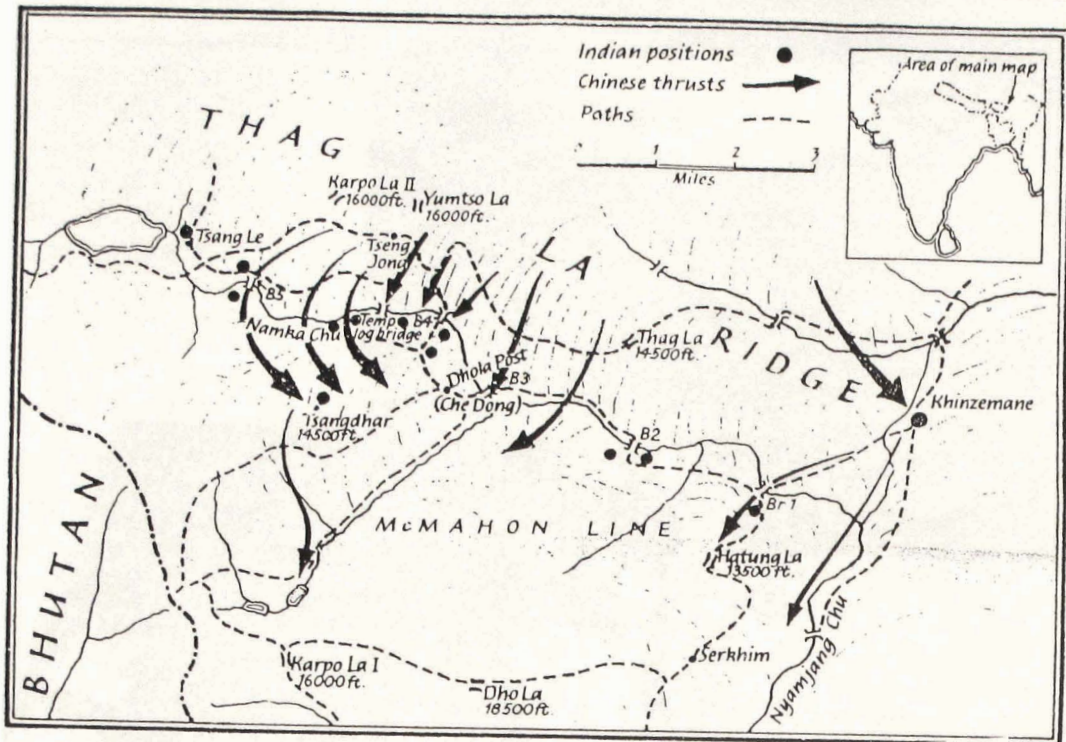 Indian positions
Chinese thrusts
Paths
1 2 3
Miles
Area of main map
THAG
LA
RIDGE
Karpo La II
16000ft.
Yumtso La
16000ft.
Tsang Le
Tseng
Jong
B5
Namka Chu
Temp
log bridge
B4
Thag La
14500ft.
Dhola Post
(Che Dong)
B3
Khinzemane
Tsangdhar
14500ft.
B2
Br 1
McMAHON LINE
Hatung La
13500ft.
BHUTAN
Serkhim
Nyamjang Chu
Karpo La I
16000ft.
Dho La
18500ft.